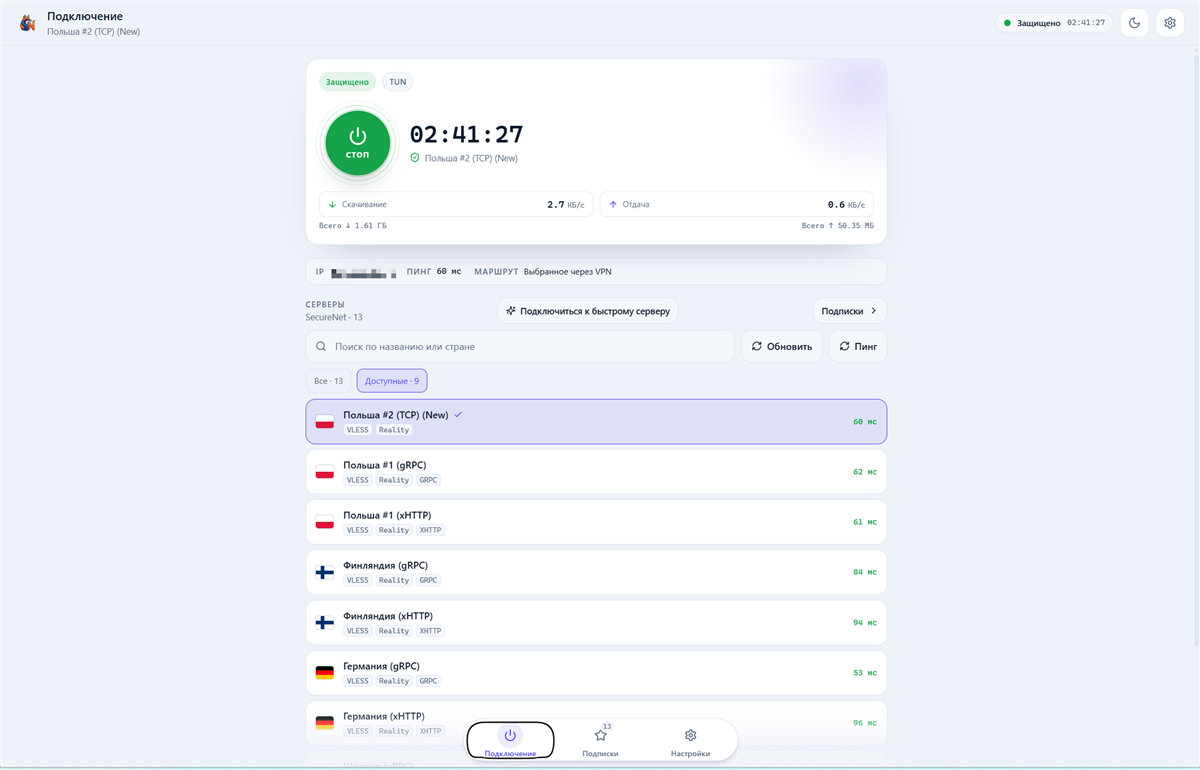 Подключение
Польша #2 (TCP) (New)
Защищено 02:41:27
Защищено TUN
СТОП
02:41:27
Польша #2 (TCP) (New)
Скачивание 2.7 КБ/с
Отдача 0.6 КБ/с
Всего ↓ 1.61 ГБ
Всего ↑ 50.35 МБ
IP ПИНГ 60 мс МАРШРУТ Выбранное через VPN
СЕРВЕРЫ
SecureNet · 13
Подключиться к быстрому серверу
Подписки
Поиск по названию или стране
Обновить
Пинг
Все · 13
Доступные · 9
Польша #2 (TCP) (New)
VLESS Reality
60 мс
Польша #1 (gRPC)
VLESS Reality GRPC
62 мс
Польша #1 (xHTTP)
VLESS Reality XHTTP
61 мс
Финляндия (gRPC)
VLESS Reality GRPC
84 мс
Финляндия (xHTTP)
VLESS Reality XHTTP
94 мс
Германия (gRPC)
VLESS Reality GRPC
53 мс
Германия (xHTTP)
VLESS Reality XHTTP
96 мс
13
Подключение
Подписки
Настройки